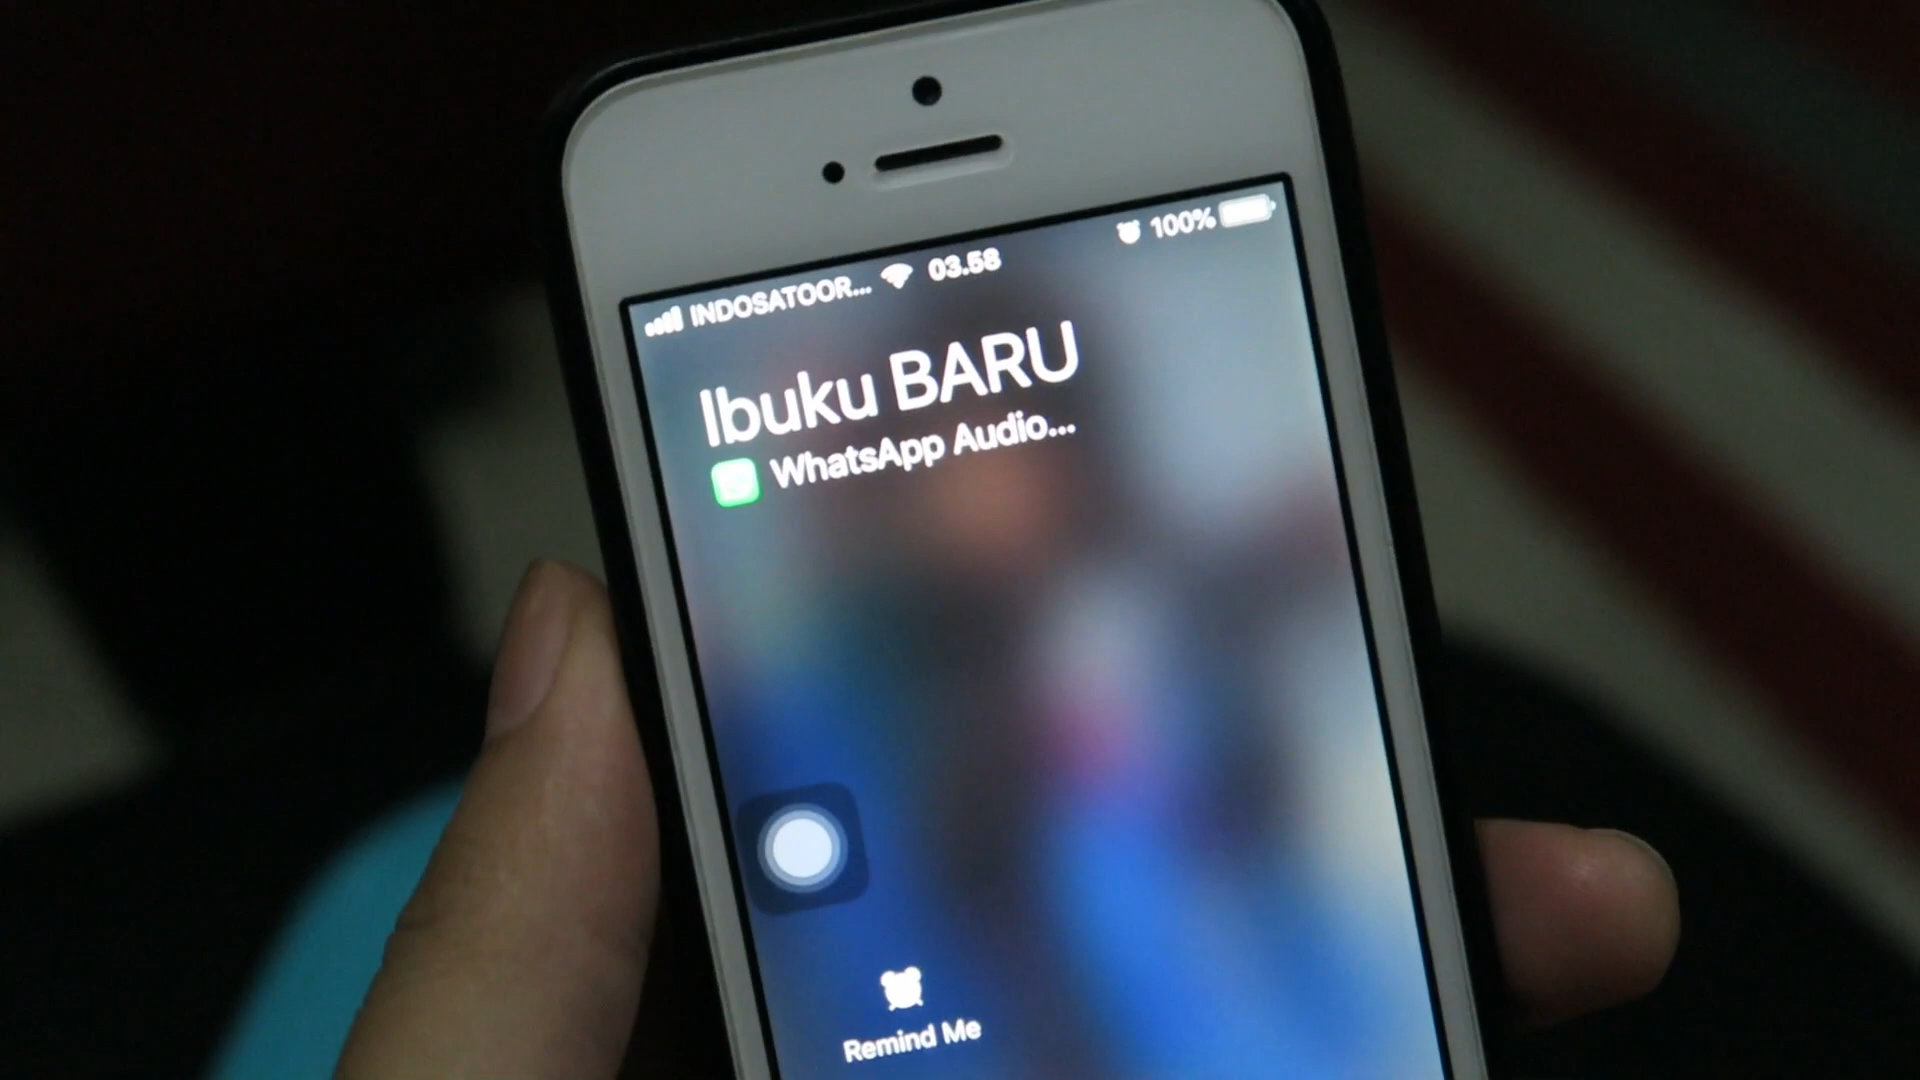 INDOSATOOR... 03.58 100%
Ibuku BARU
WhatsApp Audio...
Remind Me